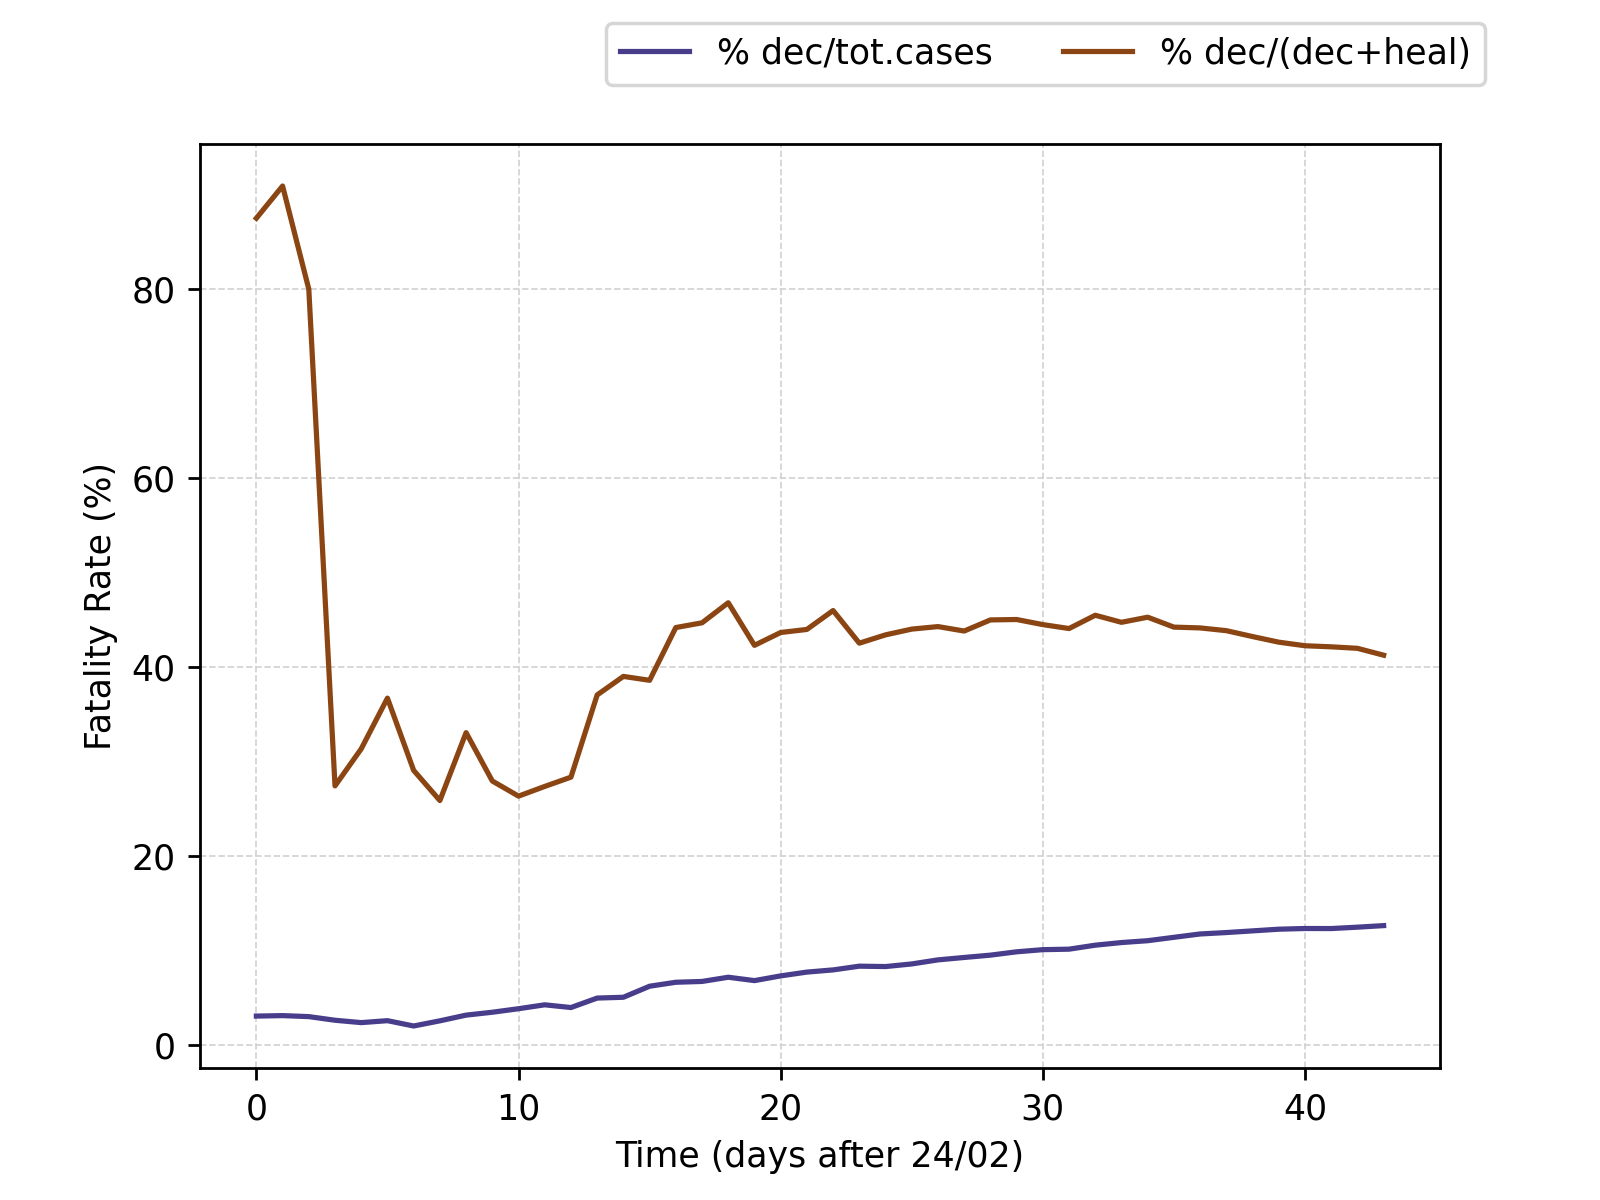 % dec/tot.cases % dec/(dec+heal)
80
60
40
20
0
Fatality Rate (%)
0 10 20 30 40
Time (days after 24/02)